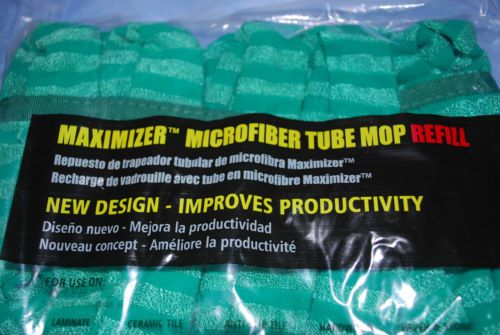 MAXIMIZER™ MICROFIBER TUBE MOP REFILL
Repuesto de trapeador tubular de microfibra Maximizer™
Recharge de vadrouille avec tube en microfibre Maximizer™
NEW DESIGN - IMPROVES PRODUCTIVITY
Diseño nuevo - Mejora la productividad
Nouveau concept - Améliore la productivité
FOR USE ON:
LAMINATE CERAMIC TILE TILE